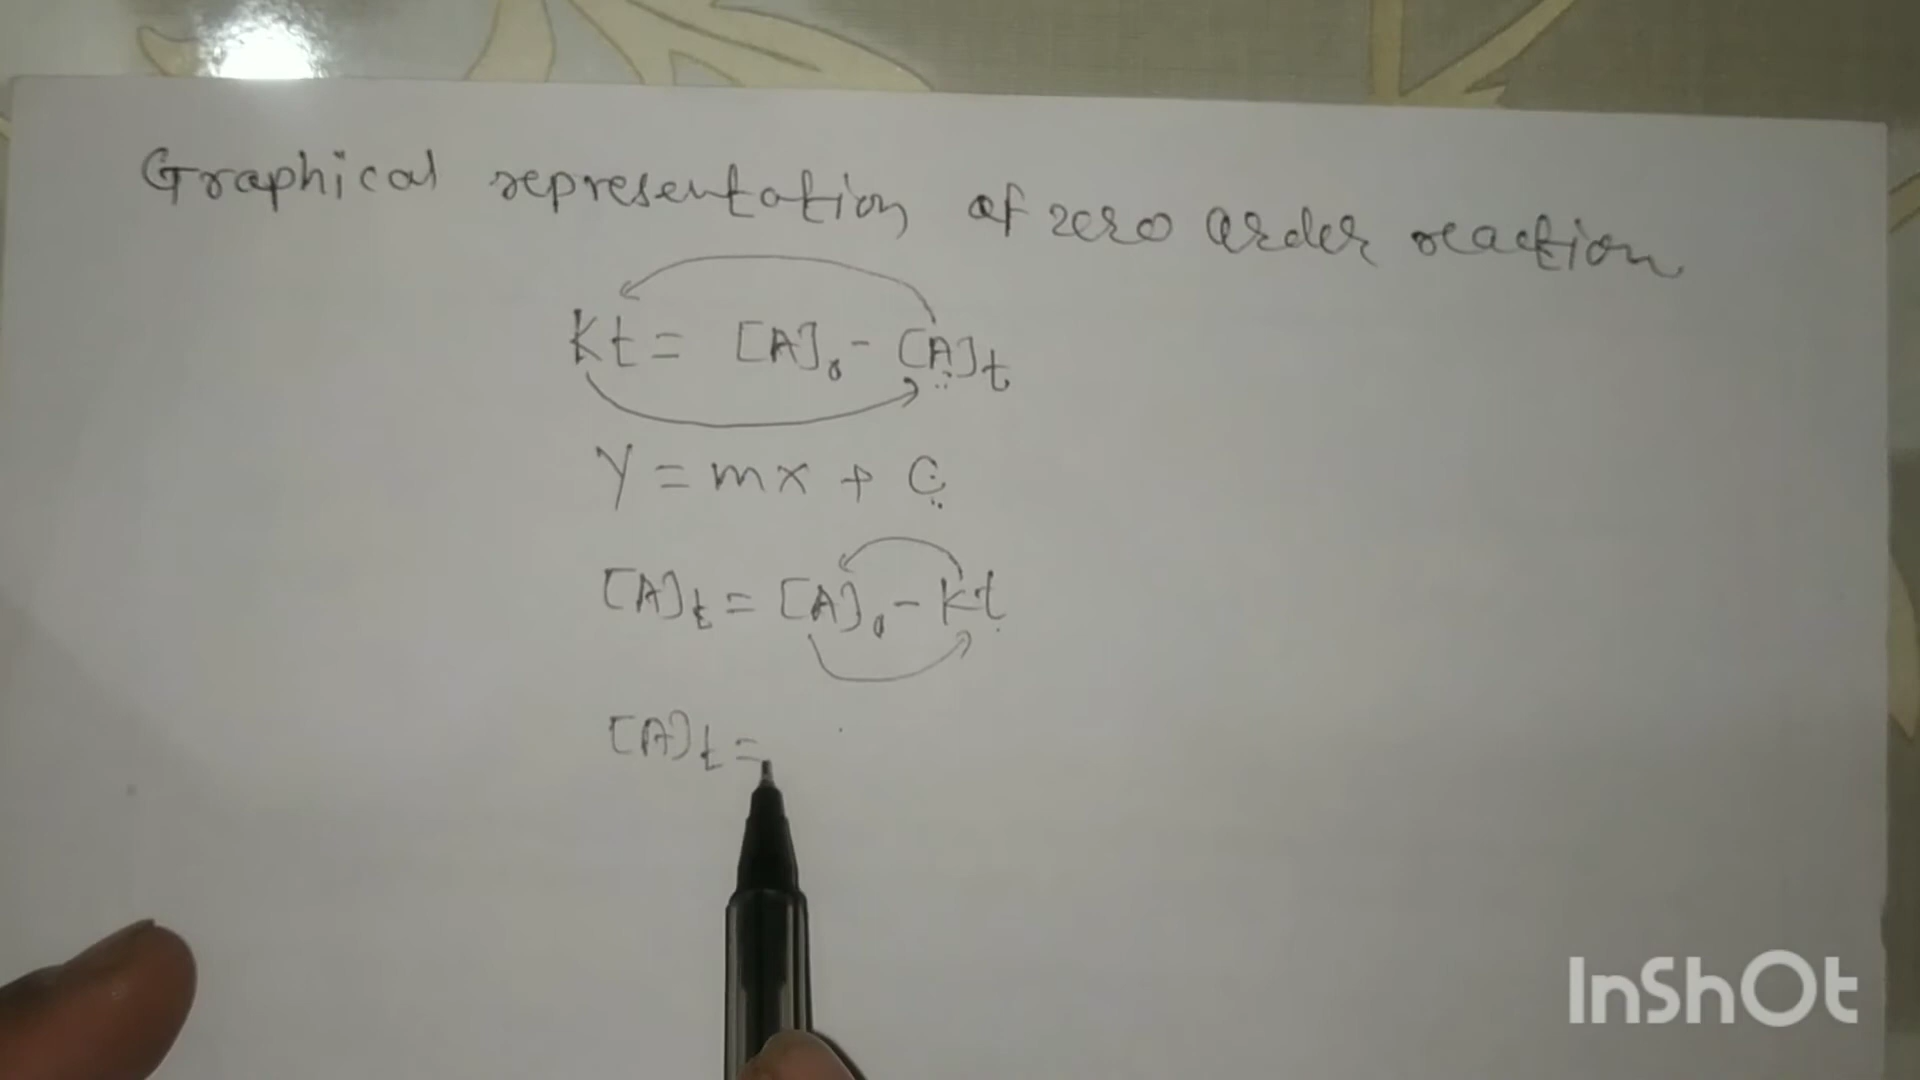 Graphical representation of zero order reaction
Kt = [A]₀ - [A]t
Y = mx + C
[A]t = [A]₀ - Kt
[A]t =
InShOt